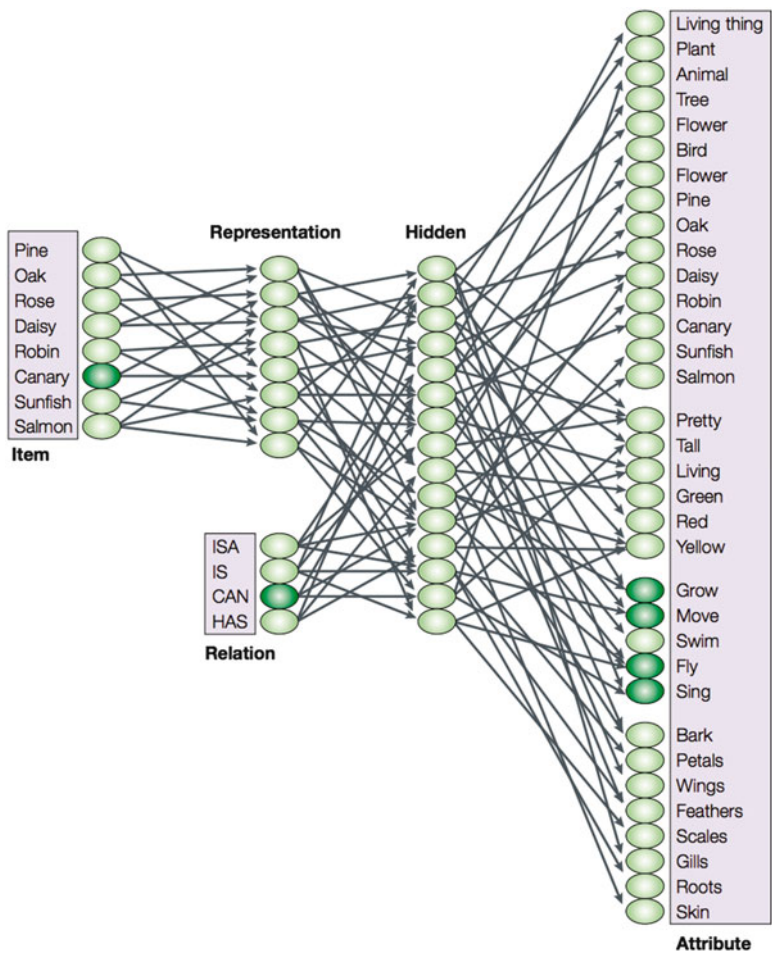 Pine
Oak
Rose
Daisy
Robin
Canary
Sunfish
Salmon
Item
Representation
ISA
IS
CAN
HAS
Relation
Hidden
Living thing
Plant
Animal
Tree
Flower
Bird
Flower
Pine
Oak
Rose
Daisy
Robin
Canary
Sunfish
Salmon
Pretty
Tall
Living
Green
Red
Yellow
Grow
Move
Swim
Fly
Sing
Bark
Petals
Wings
Feathers
Scales
Gills
Roots
Skin
Attribute